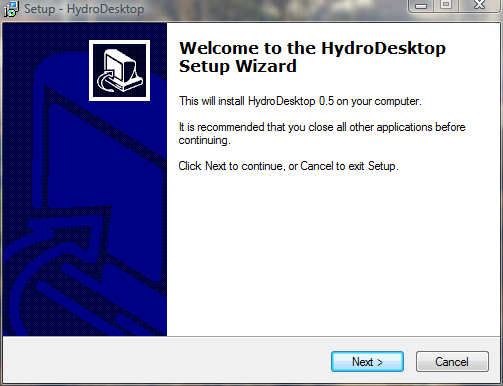 Setup - HydroDesktop
Welcome to the HydroDesktop
Setup Wizard
This will install HydroDesktop 0.5 on your computer.
It is recommended that you close all other applications before
continuing.
Click Next to continue, or Cancel to exit Setup.
Next >
Cancel